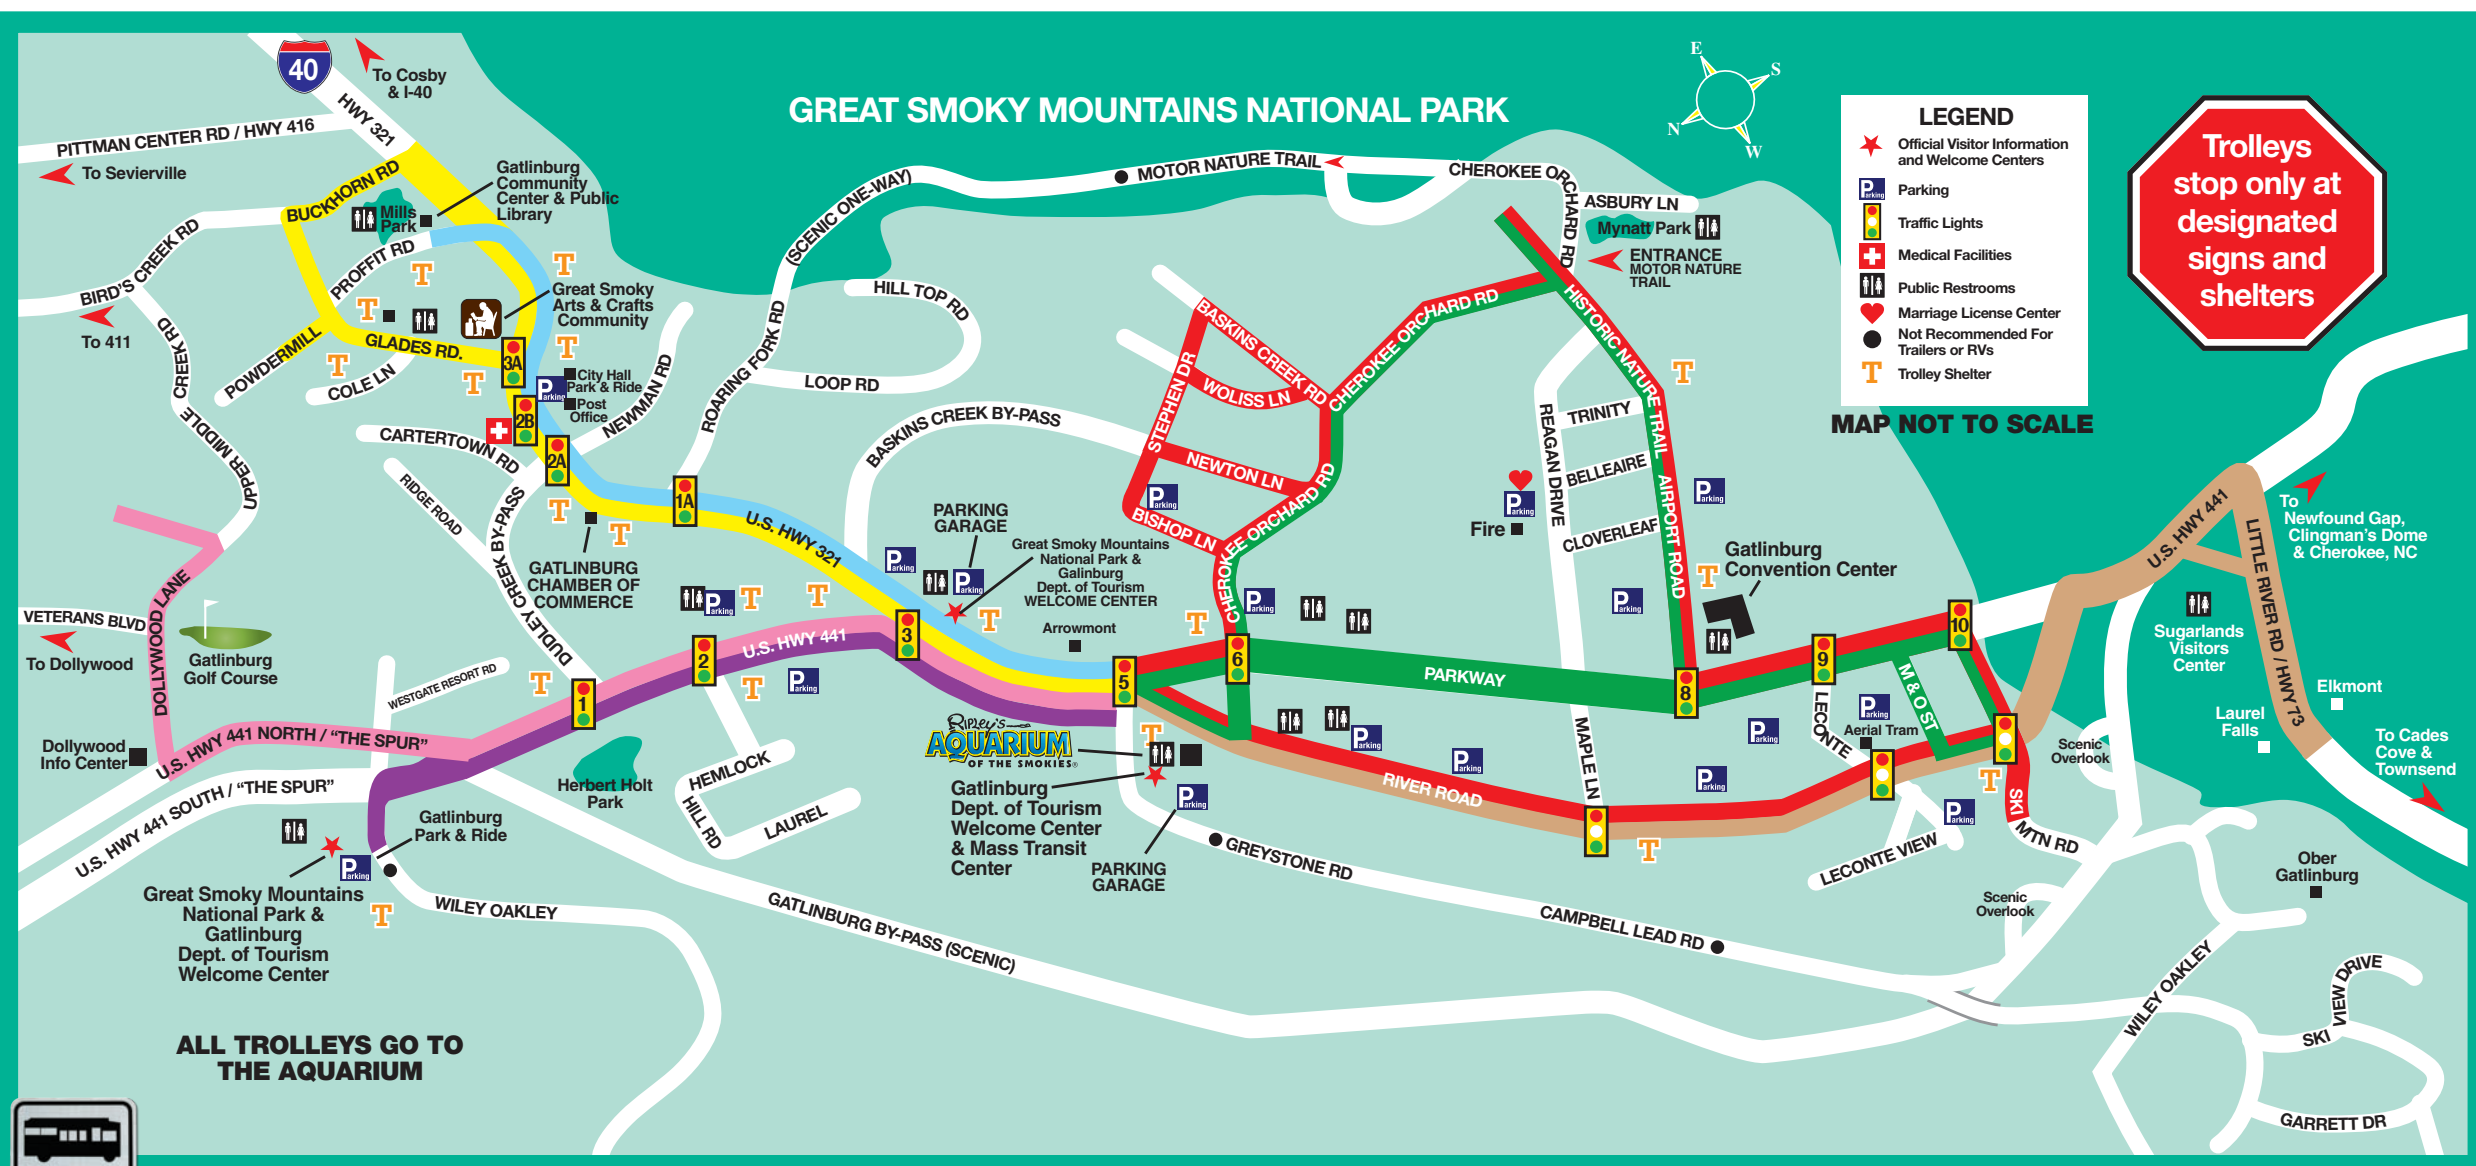 GREAT SMOKY MOUNTAINS NATIONAL PARK
E
S
N
W
LEGEND
Official Visitor Information
and Welcome Centers
Parking
Parking
Traffic Lights
Medical Facilities
Public Restrooms
Marriage License Center
Not Recommended For
Trailers or RVs
T
Trolley Shelter
MAP NOT TO SCALE
Trolleys
stop only at
designated
signs and
shelters
40
To Cosby
& I-40
HWY 321
PITTMAN CENTER RD / HWY 416
To Sevierville
BUCKHORN RD
Mills
Park
Gatlinburg
Community
Center & Public
Library
PROFFIT RD
BIRD'S CREEK RD
To 411
UPPER MIDDLE
CREEK RD
POWDERMILL
GLADES RD.
COLE LN
Great Smoky
Arts & Crafts
Community
3A
City Hall
Park & Ride
Post
Office
2B
2A
1A
NEWMAN RD
CARTERTOWN RD
RIDGE ROAD
DUDLEY CREEK BY-PASS
GATLINBURG
CHAMBER OF
COMMERCE
ROARING FORK RD
(SCENIC ONE-WAY)
MOTOR NATURE TRAIL
HILL TOP RD
LOOP RD
BASKINS CREEK BY-PASS
U.S. HWY 321
PARKING
GARAGE
Great Smoky Mountains
National Park &
Galinburg
Dept. of Tourism
WELCOME CENTER
Arrowmont
CHEROKEE ORCHARD RD
ASBURY LN
Mynatt Park
ENTRANCE
MOTOR NATURE
TRAIL
BASKINS CREEK RD
STEPHEN DR
WOLISS LN
NEWTON LN
BISHOP LN
CHEROKEE ORCHARD RD
CHEROKEE ORCHARD RD
CHEROKEE
HISTORIC NATURE TRAIL
AIRPORT ROAD
REAGAN DRIVE
TRINITY
BELLEAIRE
CLOVERLEAF
Fire
Gatlinburg
Convention Center
VETERANS BLVD
To Dollywood
DOLLYWOOD LANE
Gatlinburg
Golf Course
Dollywood
Info Center
WESTGATE RESORT RD
U.S. HWY 441 NORTH / "THE SPUR"
U.S. HWY 441 SOUTH / "THE SPUR"
1
2
3
5
6
8
9
10
U.S. HWY 441
PARKWAY
RIVER ROAD
MAPLE LN
LECONTE
M & O ST
Aerial Tram
LECONTE VIEW
SKI
MTN RD
Herbert Holt
Park
HEMLOCK
HILL RD
LAUREL
Ripley's
AQUARIUM
OF THE SMOKIES®
Gatlinburg
Dept. of Tourism
Welcome Center
& Mass Transit
Center
PARKING
GARAGE
GREYSTONE RD
CAMPBELL LEAD RD
Gatlinburg
Park & Ride
Great Smoky Mountains
National Park &
Gatlinburg
Dept. of Tourism
Welcome Center
WILEY OAKLEY
GATLINBURG BY-PASS (SCENIC)
U.S. HWY 441
LITTLE RIVER RD / HWY 73
To
Newfound Gap,
Clingman's Dome
& Cherokee, NC
Sugarlands
Visitors
Center
Elkmont
Laurel
Falls
To Cades
Cove &
Townsend
Scenic
Overlook
Scenic
Overlook
Ober
Gatlinburg
WILEY OAKLEY
SKI
VIEW DRIVE
GARRETT DR
ALL TROLLEYS GO TO
THE AQUARIUM